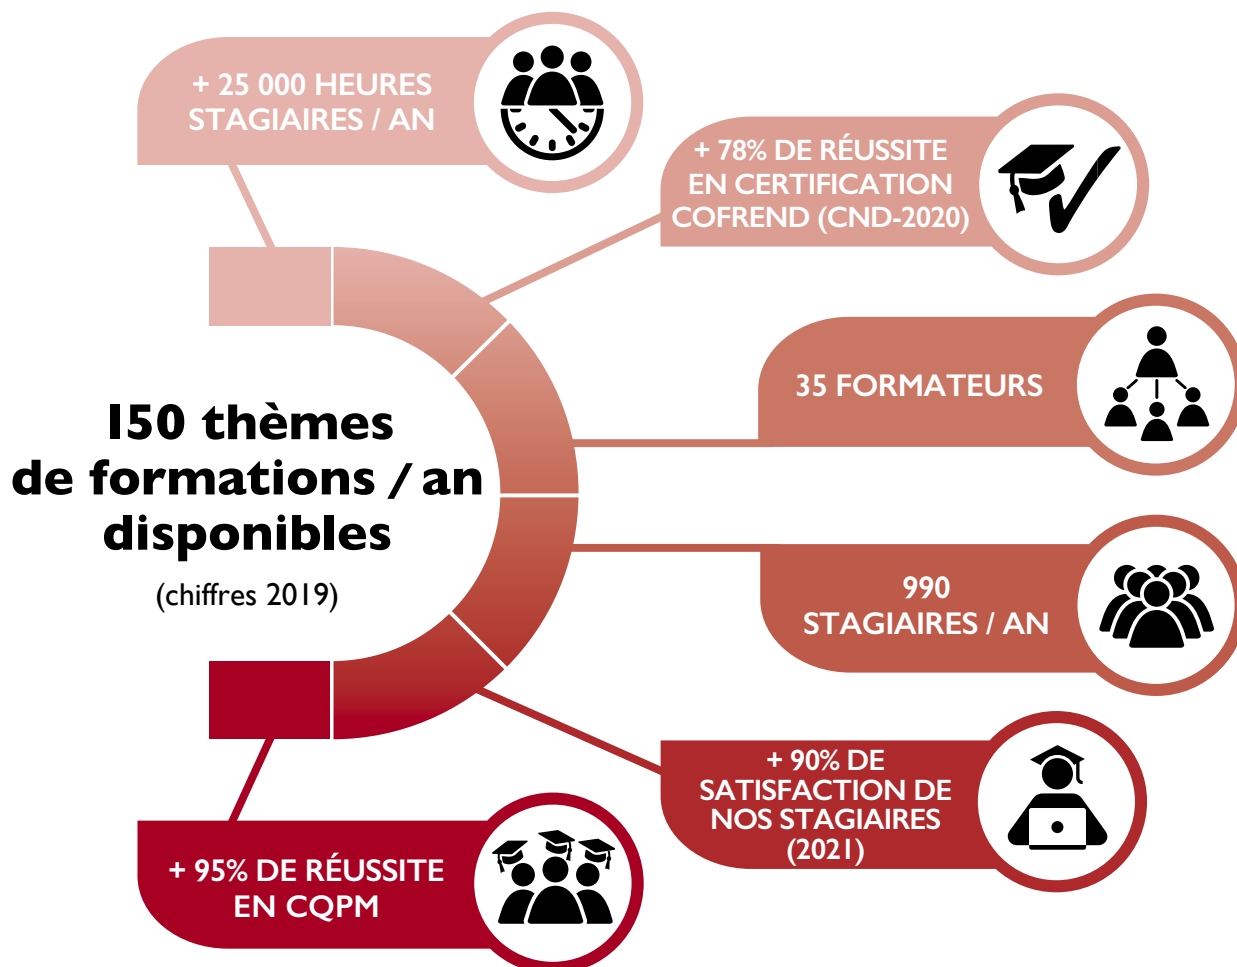 + 25 000 HEURES
STAGIAIRES / AN
+ 78% DE RÉUSSITE
EN CERTIFICATION
COFREND (CND-2020)
35 FORMATEURS
150 thèmes
de formations / an
disponibles
(chiffres 2019)
990
STAGIAIRES / AN
+ 90% DE
SATISFACTION DE
NOS STAGIAIRES
(2021)
+ 95% DE RÉUSSITE
EN CQPM